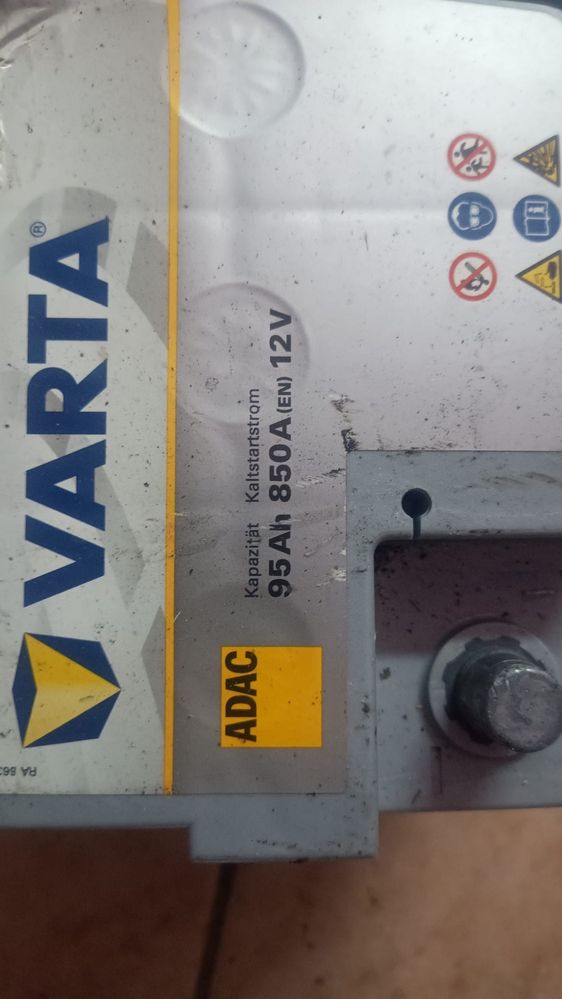 VARTA®
Kapazität Kaltstartstrom
95Ah 850A(EN) 12V
ADAC